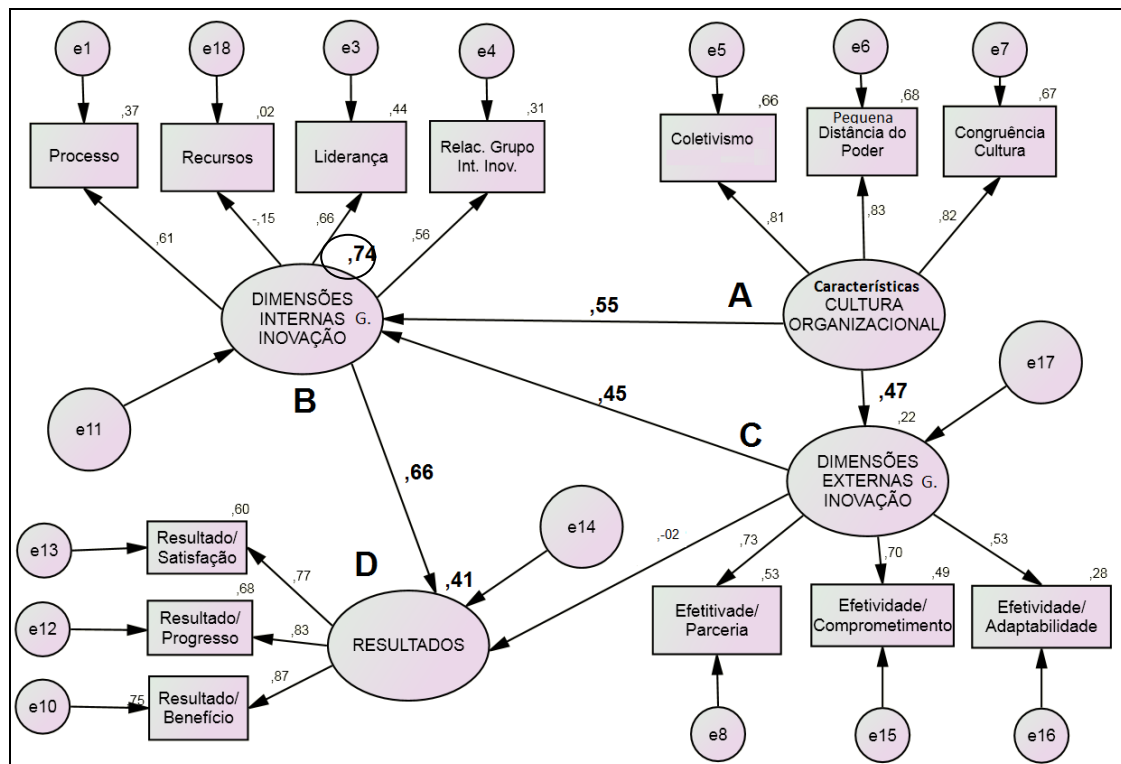 e1
e18
e3
e4
e5
e6
e7
,37
,02
,44
,31
,66
,68
,67
Processo
Recursos
Liderança
Relac. Grupo
Int. Inov.
Coletivismo
Pequena
Distância do
Poder
Congruência
Cultura
,61
-,15
,66
,56
,81
,83
,82
,74
DIMENSÕES
INTERNAS G.
INOVAÇÃO
A
Características
CULTURA
ORGANIZACIONAL
,55
B
e11
,45
,47
e17
C
,22
DIMENSÕES
EXTERNAS G.
INOVAÇÃO
,66
e14
,-02
,73
,70
,53
e13
,60
Resultado/
Satisfação
,77
D
,41
RESULTADOS
e12
,68
Resultado/
Progresso
,83
e10
,75
Resultado/
Benefício
,87
,53
Efetitivade/
Parceria
,49
Efetividade/
Comprometimento
,28
Efetividade/
Adaptabilidade
e8
e15
e16